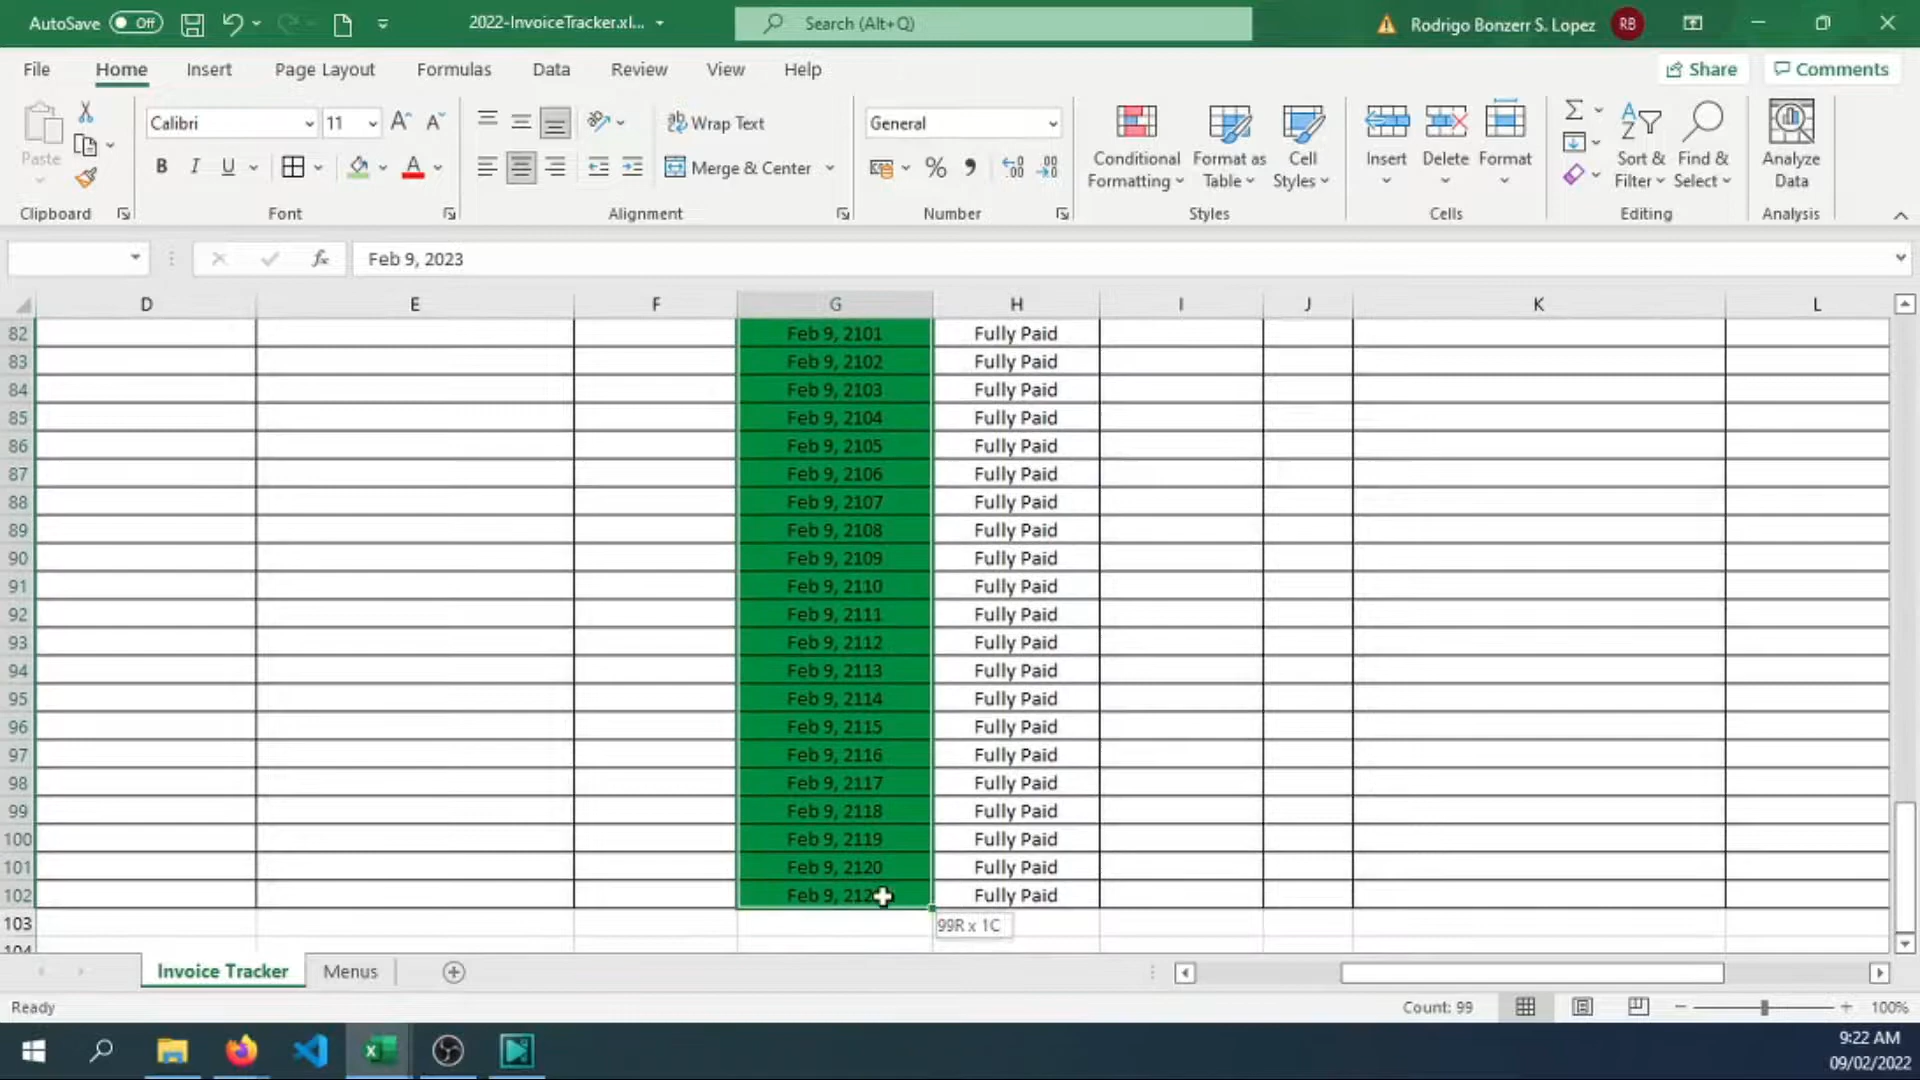 AutoSave Off 2022-InvoiceTracker.xl... Search (Alt+Q) Rodrigo Bonzerr S. Lopez RB
File Home Insert Page Layout Formulas Data Review View Help Share Comments
Calibri 11 Wrap Text General
Paste B I U Merge & Center % Conditional Formatting Format as Table Cell Styles Insert Delete Format Sort & Filter Find & Select Analyze Data
Clipboard Font Alignment Number Styles Cells Editing Analysis
fx Feb 9, 2023
D E F G H I J K L
82 Feb 9, 2101 Fully Paid
83 Feb 9, 2102 Fully Paid
84 Feb 9, 2103 Fully Paid
85 Feb 9, 2104 Fully Paid
86 Feb 9, 2105 Fully Paid
87 Feb 9, 2106 Fully Paid
88 Feb 9, 2107 Fully Paid
89 Feb 9, 2108 Fully Paid
90 Feb 9, 2109 Fully Paid
91 Feb 9, 2110 Fully Paid
92 Feb 9, 2111 Fully Paid
93 Feb 9, 2112 Fully Paid
94 Feb 9, 2113 Fully Paid
95 Feb 9, 2114 Fully Paid
96 Feb 9, 2115 Fully Paid
97 Feb 9, 2116 Fully Paid
98 Feb 9, 2117 Fully Paid
99 Feb 9, 2118 Fully Paid
100 Feb 9, 2119 Fully Paid
101 Feb 9, 2120 Fully Paid
102 Feb 9, Fully Paid
103 99R x 1C
104
Invoice Tracker Menus
Ready Count: 99 100%
9:22 AM
09/02/2022